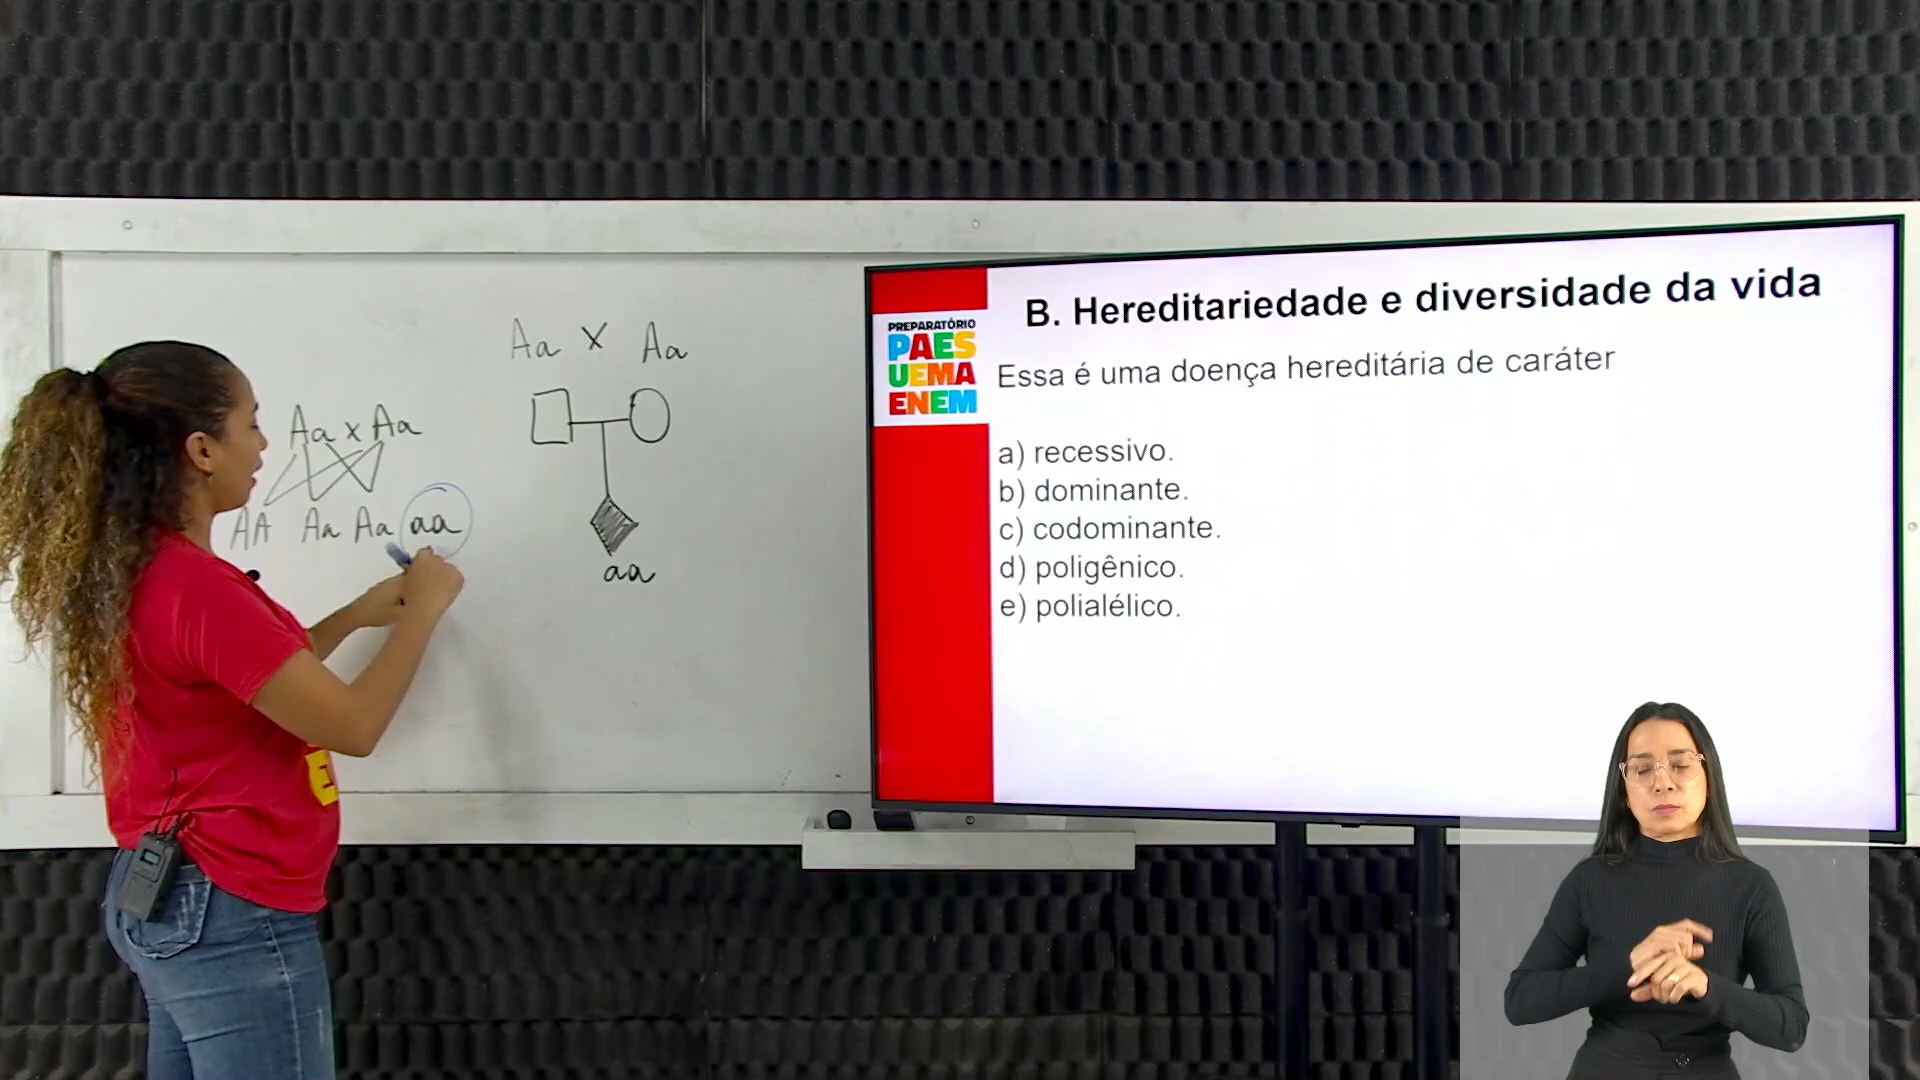 Aa x Aa
AA Aa Aa aa
Aa X Aa
aa
E
PREPARATÓRIO
PAES
UEMA
ENEM
B. Hereditariedade e diversidade da vida
Essa é uma doença hereditária de caráter
a) recessivo.
b) dominante.
c) codominante.
d) poligênico.
e) polialélico.